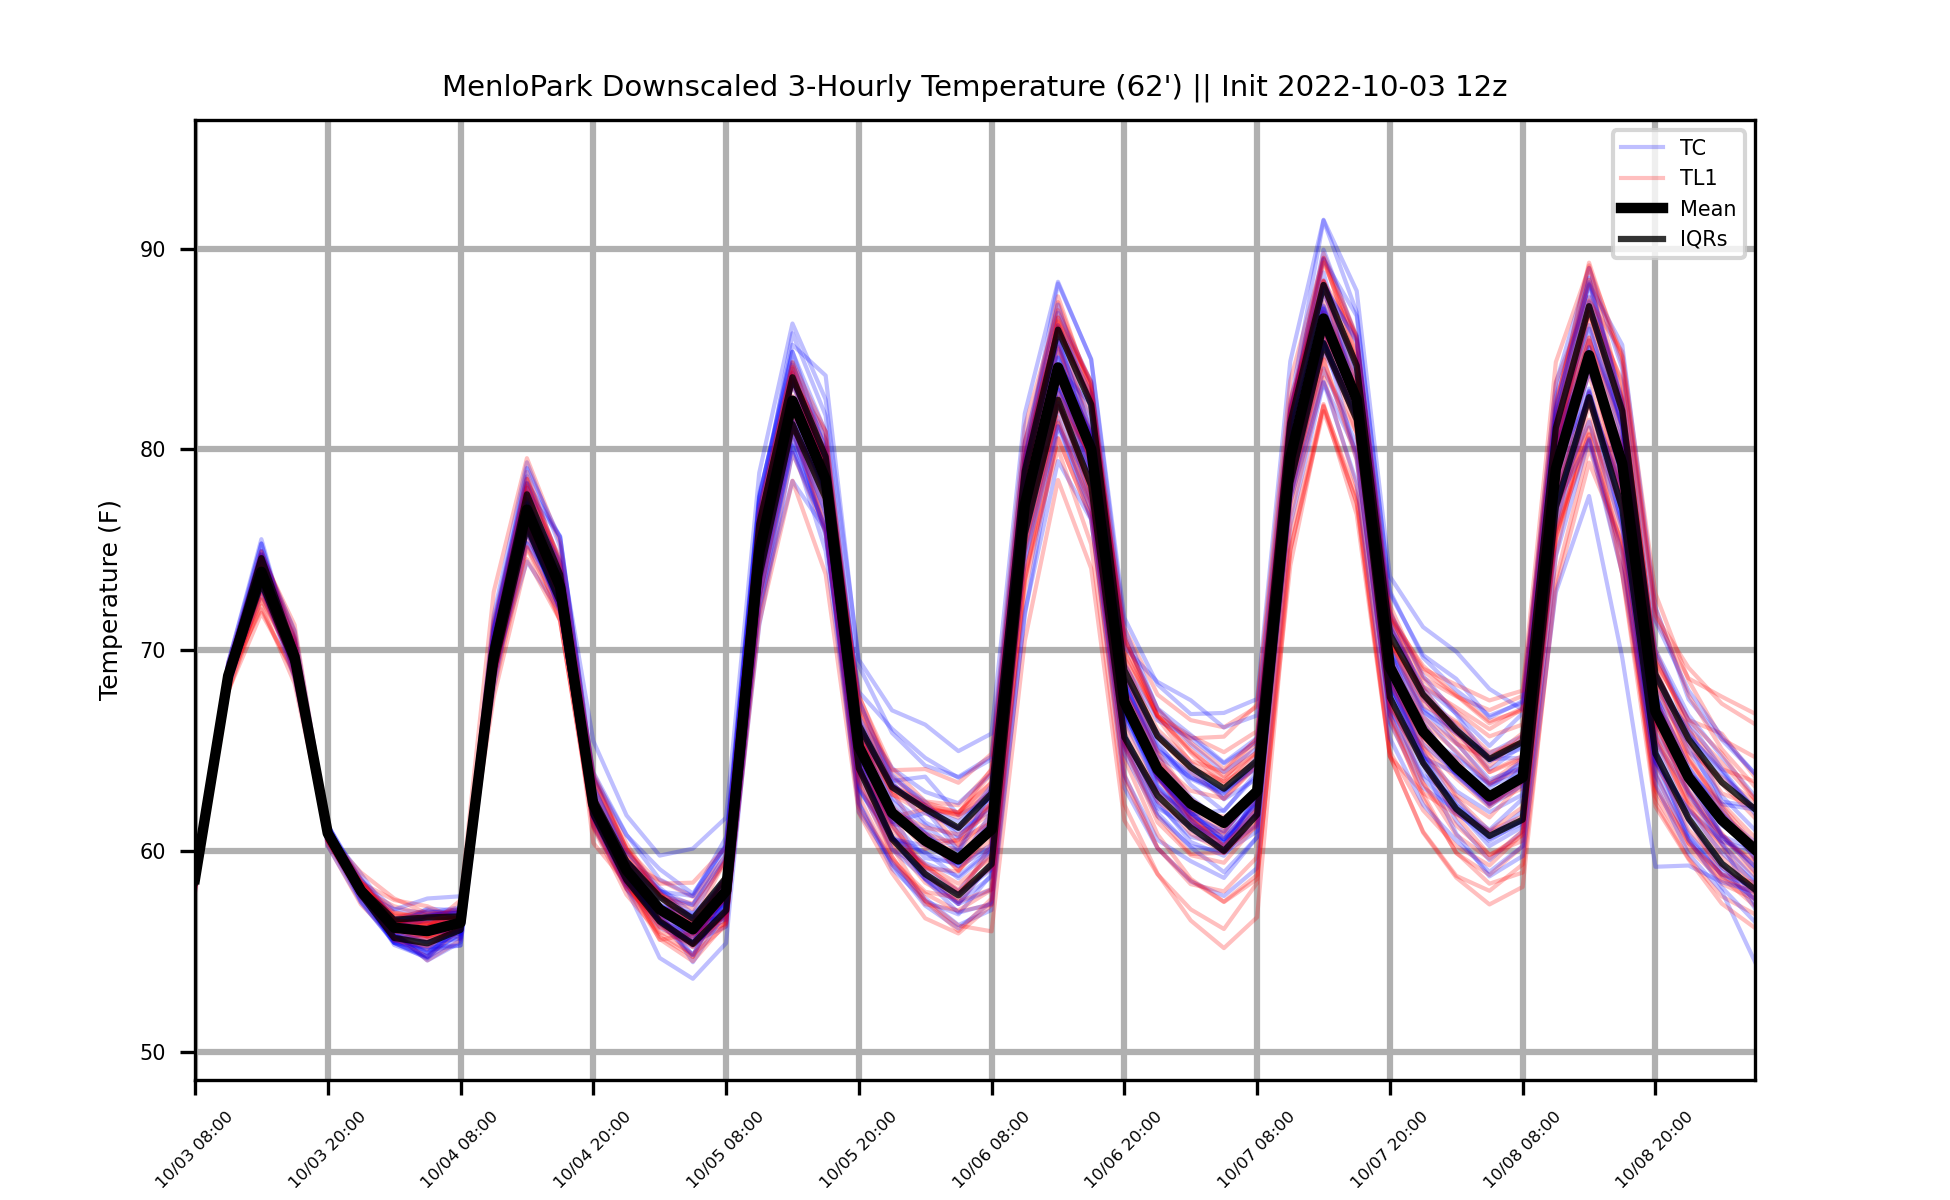 MenloPark Downscaled 3-Hourly Temperature (62') || Init 2022-10-03 12z
TC
TL1
Mean
IQRs
Temperature (F)
90
80
70
60
50
10/03 08:00
10/03 20:00
10/04 08:00
10/04 20:00
10/05 08:00
10/05 20:00
10/06 08:00
10/06 20:00
10/07 08:00
10/07 20:00
10/08 08:00
10/08 20:00